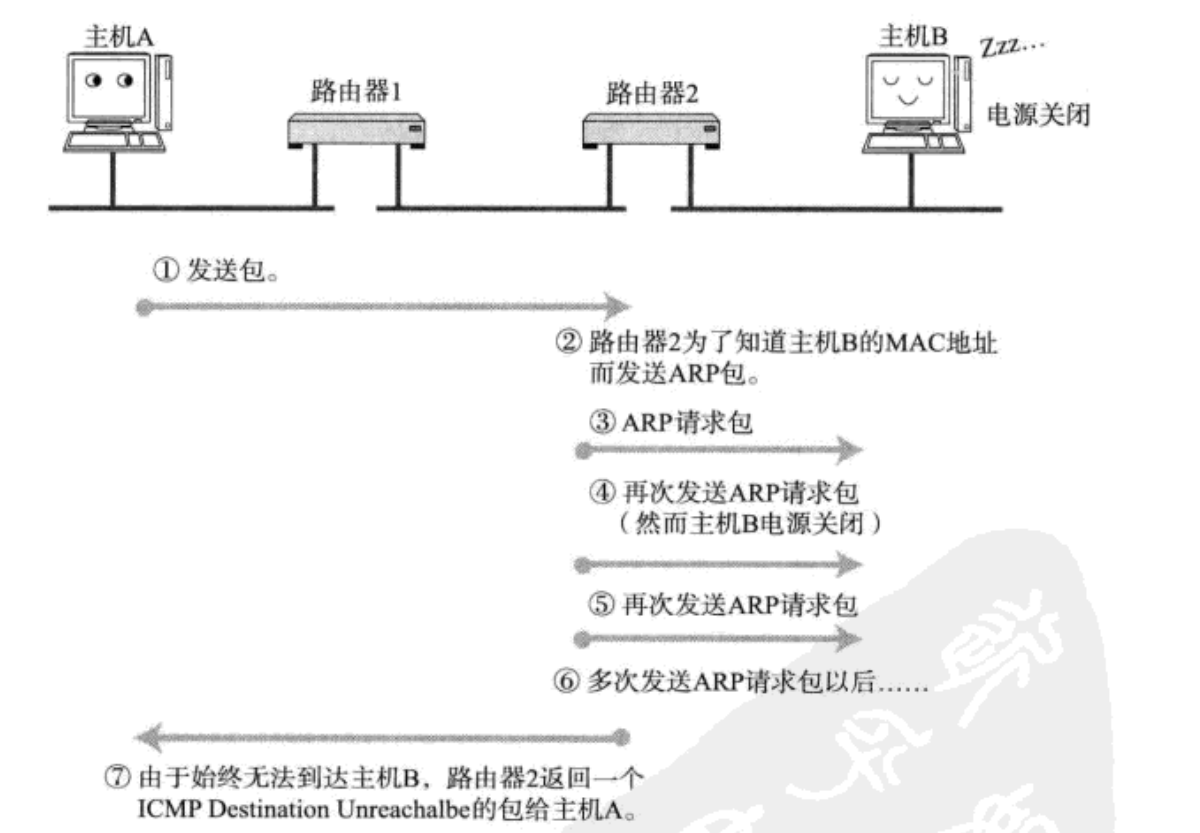 主机A
主机B
Zzz…
路由器1
路由器2
电源关闭
① 发送包。
② 路由器2为了知道主机B的MAC地址
而发送ARP包。
③ ARP请求包
④ 再次发送ARP请求包
（然而主机B电源关闭）
⑤ 再次发送ARP请求包
⑥ 多次发送ARP请求包以后……
⑦ 由于始终无法到达主机B，路由器2返回一个
ICMP Destination Unreachalbe的包给主机A。